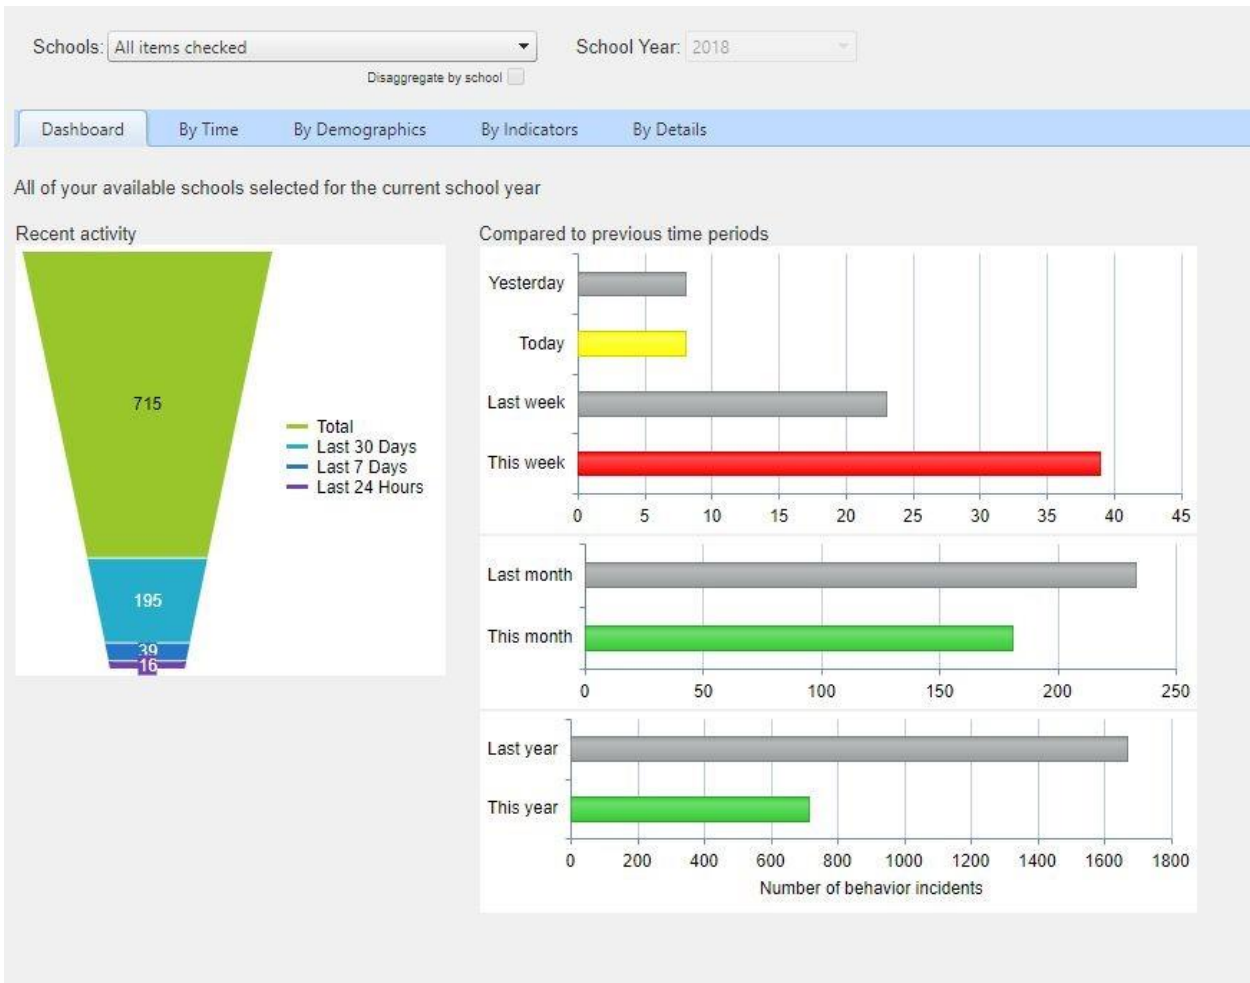 Schools: All items checked School Year: 2018
Disaggregate by school
Dashboard By Time By Demographics By Indicators By Details
All of your available schools selected for the current school year
Recent activity
715
195
39
16
Total
Last 30 Days
Last 7 Days
Last 24 Hours
Compared to previous time periods
Yesterday
Today
Last week
This week
0 5 10 15 20 25 30 35 40 45
Last month
This month
0 50 100 150 200 250
Last year
This year
0 200 400 600 800 1000 1200 1400 1600 1800
Number of behavior incidents